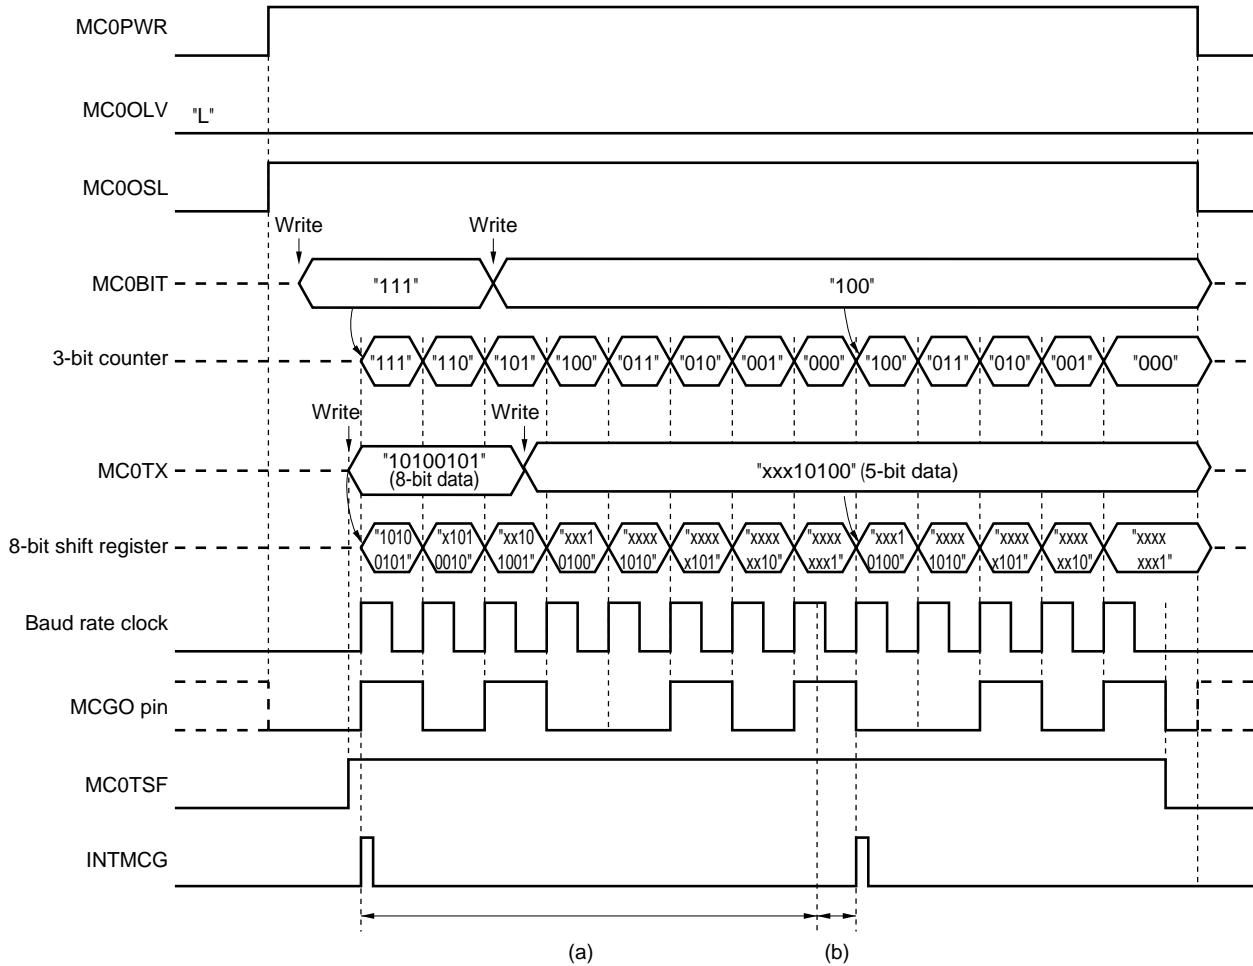 MC0PWR
MC0OLV "L"
MC0OSL
Write Write
MC0BIT "111" "100"
3-bit counter "111" "110" "101" "100" "011" "010" "001" "000" "100" "011" "010" "001" "000"
Write Write
MC0TX "10100101" (8-bit data) "xxx10100" (5-bit data)
8-bit shift register "1010 "x101 "xx10 "xxx1 "xxxx "xxxx "xxxx "xxxx "xxx1 "xxxx "xxxx "xxxx "xxxx
0101" 0010" 1001" 0100" 1010" x101" xx10" xxx1" 0100" 1010" x101" xx10" xxx1"
Baud rate clock
MCGO pin
MC0TSF
INTMCG
(a) (b)